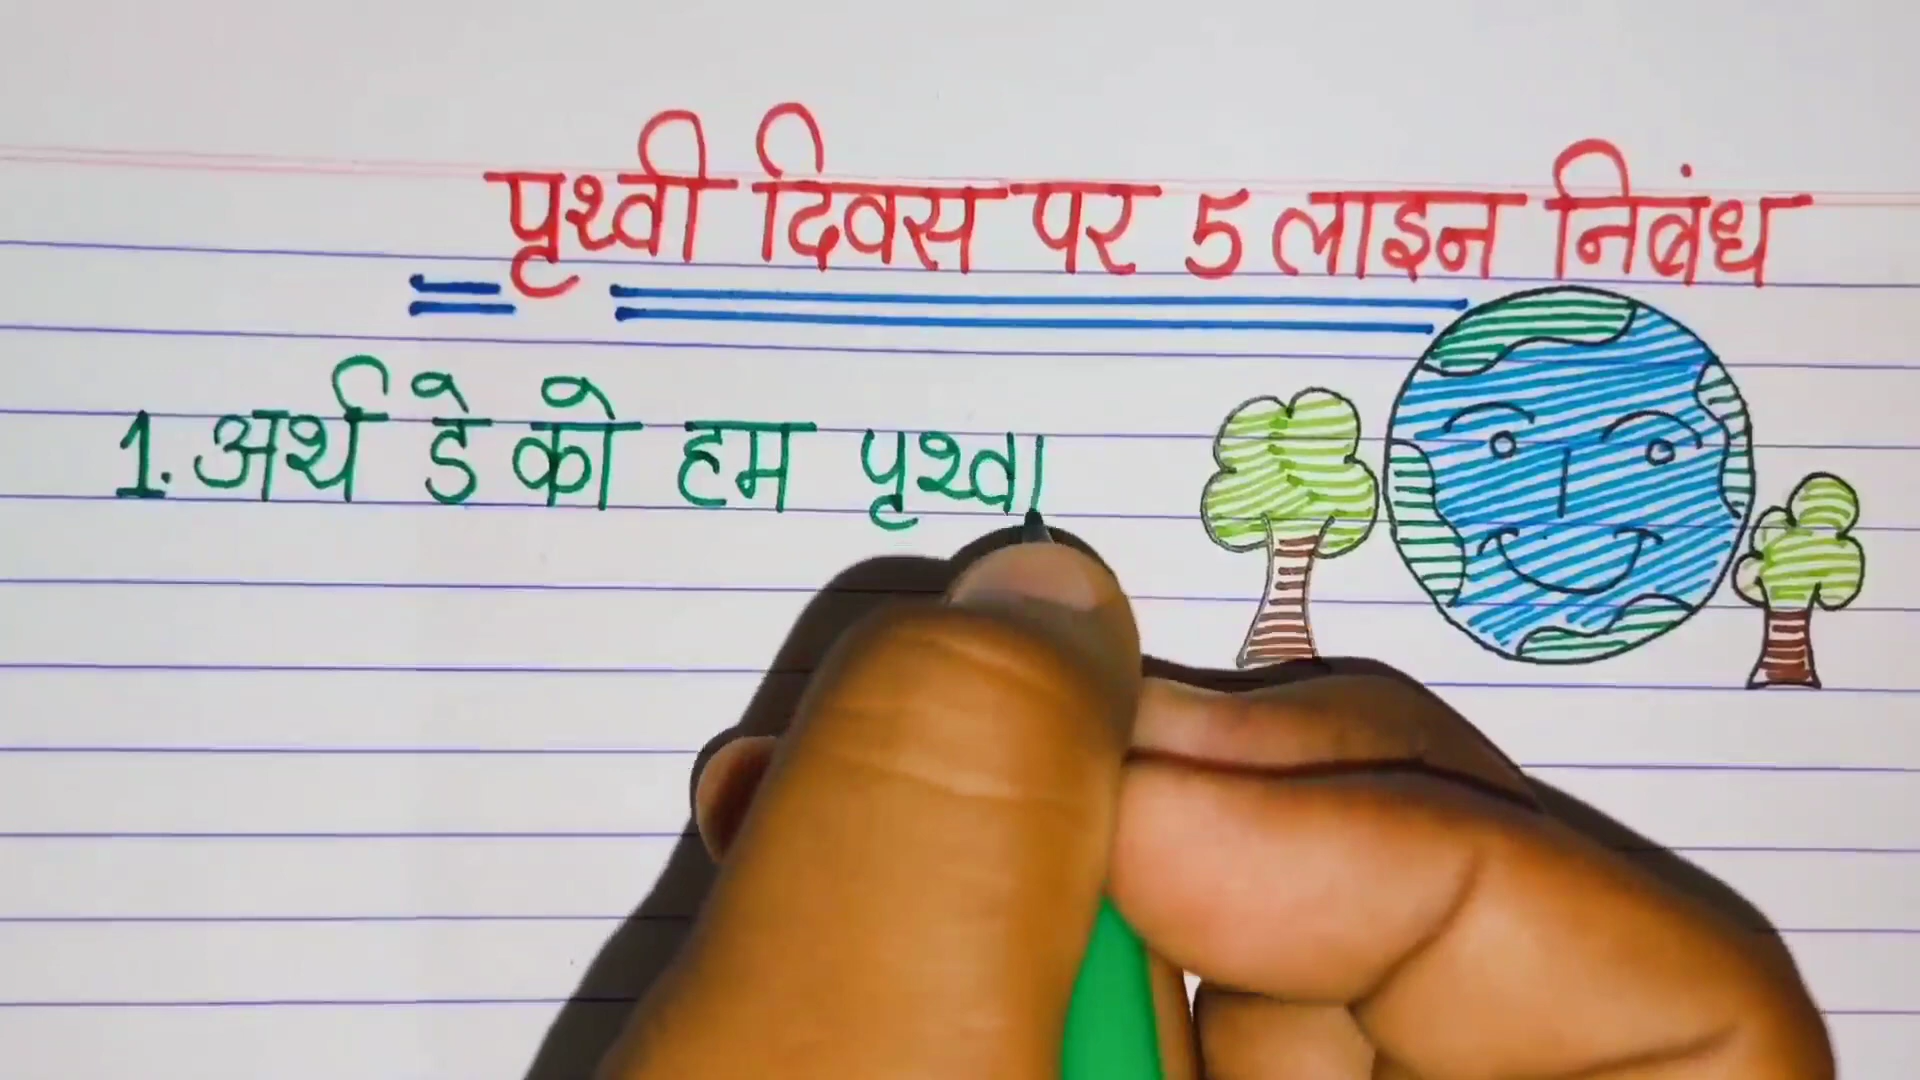 पृथ्वी दिवस पर 5 लाइन निबंध
1. अर्थ डे को हम पृथ्वा